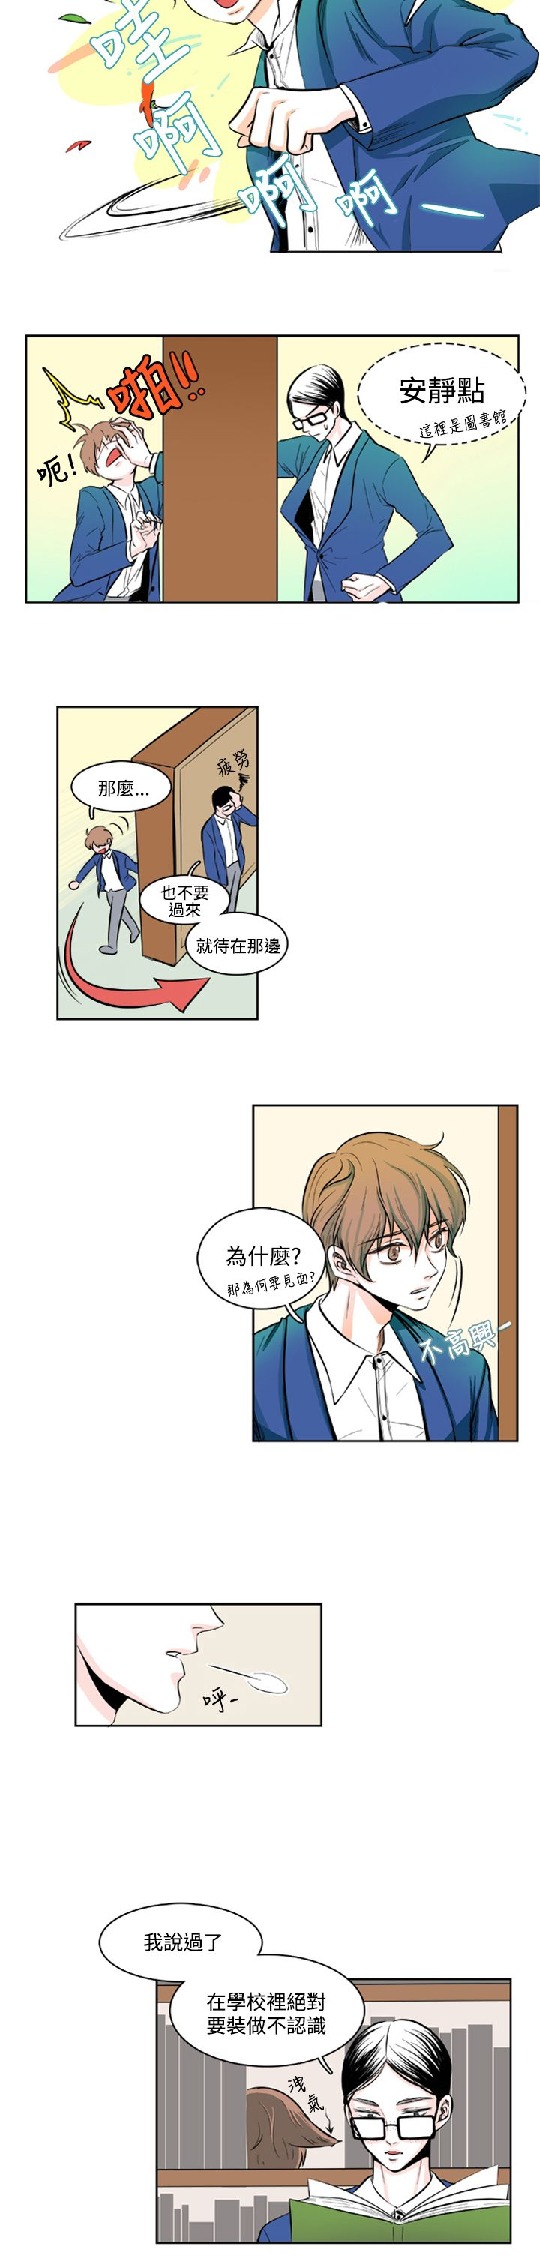 哇
啊
啊
啊
啪!!
呃!
安靜點
這裡是圖書館
那麼...
疲勞
也不要
過來
就待在那邊
為什麼?
那為何要見面?
不高興~
呼~
我說過了
在學校裡絕對
要裝做不認識
洩
氣